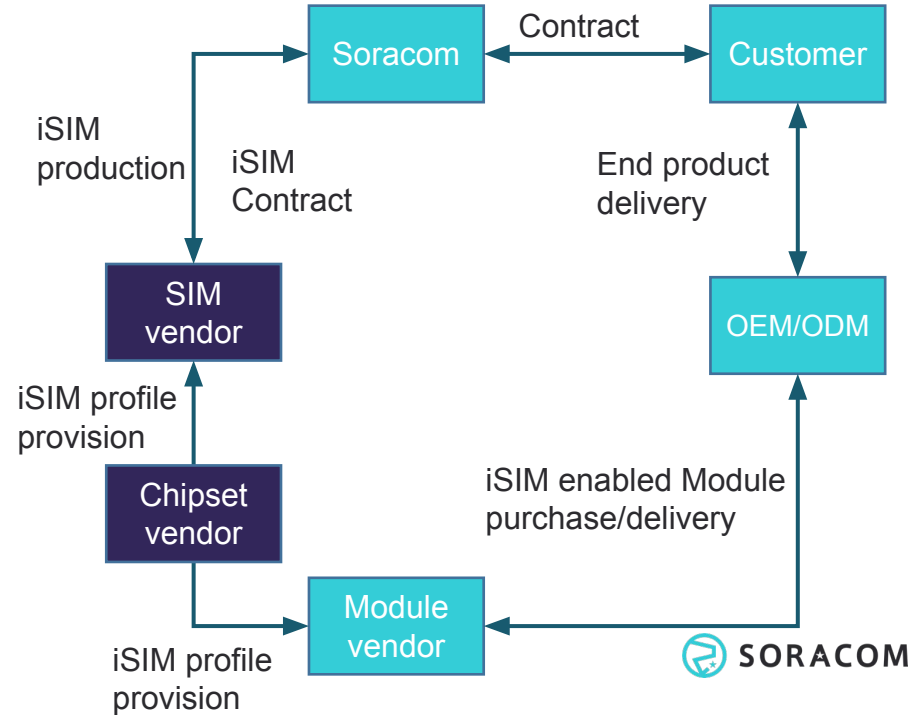 Contract
Soracom
Customer
iSIM
production
iSIM
Contract
End product
delivery
SIM
vendor
OEM/ODM
iSIM profile
provision
Chipset
vendor
iSIM enabled Module
purchase/delivery
Module
vendor
iSIM profile
provision
SORACOM